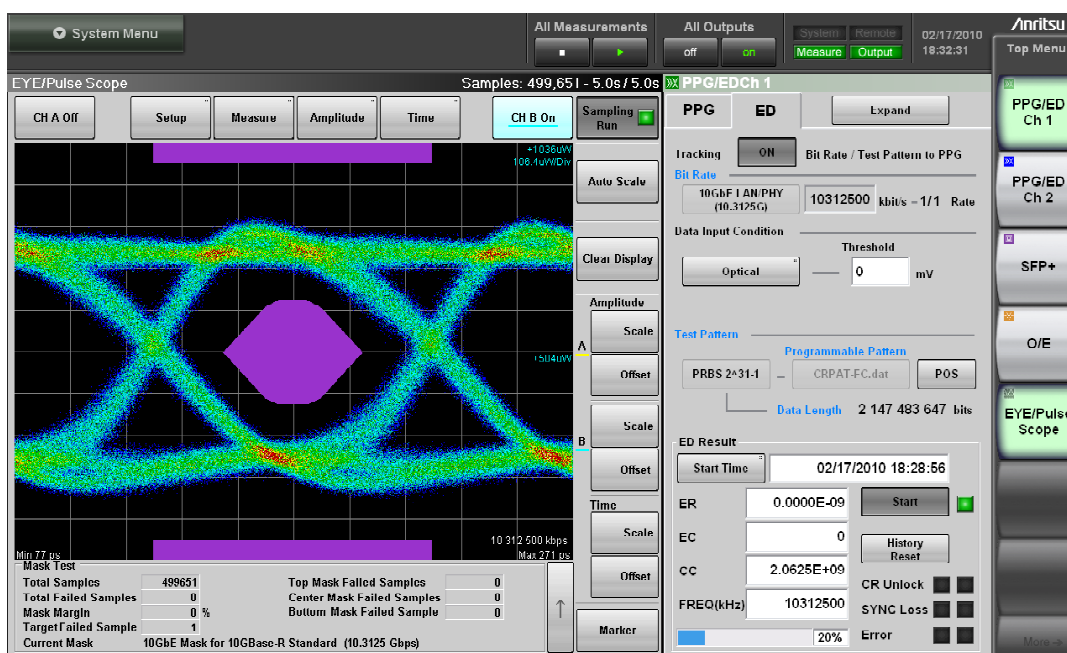 System Menu
All Measurements
All Outputs
off
on
System
Remote
Measure
Output
02/17/2010
18:32:31
Anritsu
Top Menu
EYE/Pulse Scope
Samples: 499,651 - 5.0s / 5.0s
CH A Off
Setup
Measure
Amplitude
Time
CH B On
Sampling
Run
+1036uW
106.4uW/Div
+504uW
10 312 500 kbps
Min 77 ps
Max 271 ps
Auto Scale
Clear Display
Amplitude
A
Scale
Offset
B
Scale
Offset
Time
Scale
Offset
Marker
Mask Test
Total Samples 499651
Total Failed Samples 0
Mask Margin 0 %
Target Failed Sample 1
Current Mask 10GbE Mask for 10GBase-R Standard (10.3125 Gbps)
Top Mask Failed Samples 0
Center Mask Failed Samples 0
Bottom Mask Failed Sample 0
PPG/EDCh 1
PPG
ED
Expand
Tracking ON Bit Rate / Test Pattern to PPG
Bit Rate
10GbE LAN/PHY
(10.3125G)
10312500 kbit/s = 1/1 Rate
Data Input Condition
Threshold
Optical
0 mV
Test Pattern
Programmable Pattern
PRBS 2^31-1
CRPAT-FC.dat
POS
Data Length 2 147 483 647 bits
ED Result
Start Time 02/17/2010 18:28:56
ER 0.0000E-09
Start
EC 0
History
Reset
CC 2.0625E+09
CR Unlock
FREQ(kHz) 10312500
SYNC Loss
20%
Error
PPG/ED
Ch 1
PPG/ED
Ch 2
SFP+
O/E
EYE/Pulse
Scope
More